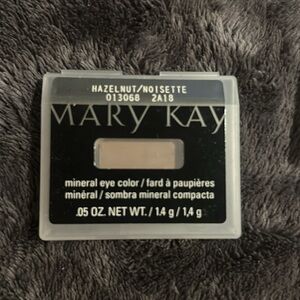 HAZELNUT/NOISETTE
013068 2A18
MARY KAY
mineral eye color / fard à paupières
minéral / sombra mineral compacta
.05 OZ. NET WT. / 1.4 g / 1,4 g